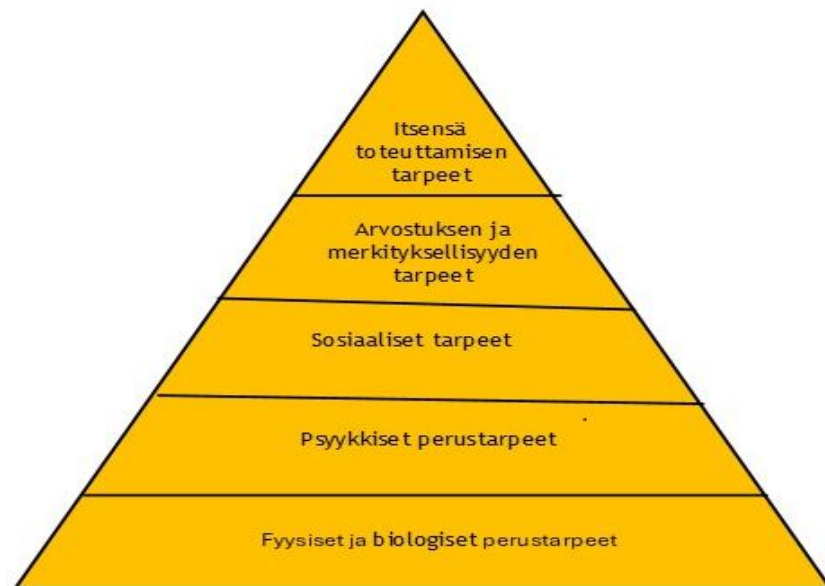 Itsensä
toteuttamisen
tarpeet
Arvostuksen ja
merkityksellisyyden
tarpeet
Sosiaaliset tarpeet
Psyykkiset perustarpeet
Fyysiset ja biologiset perustarpeet